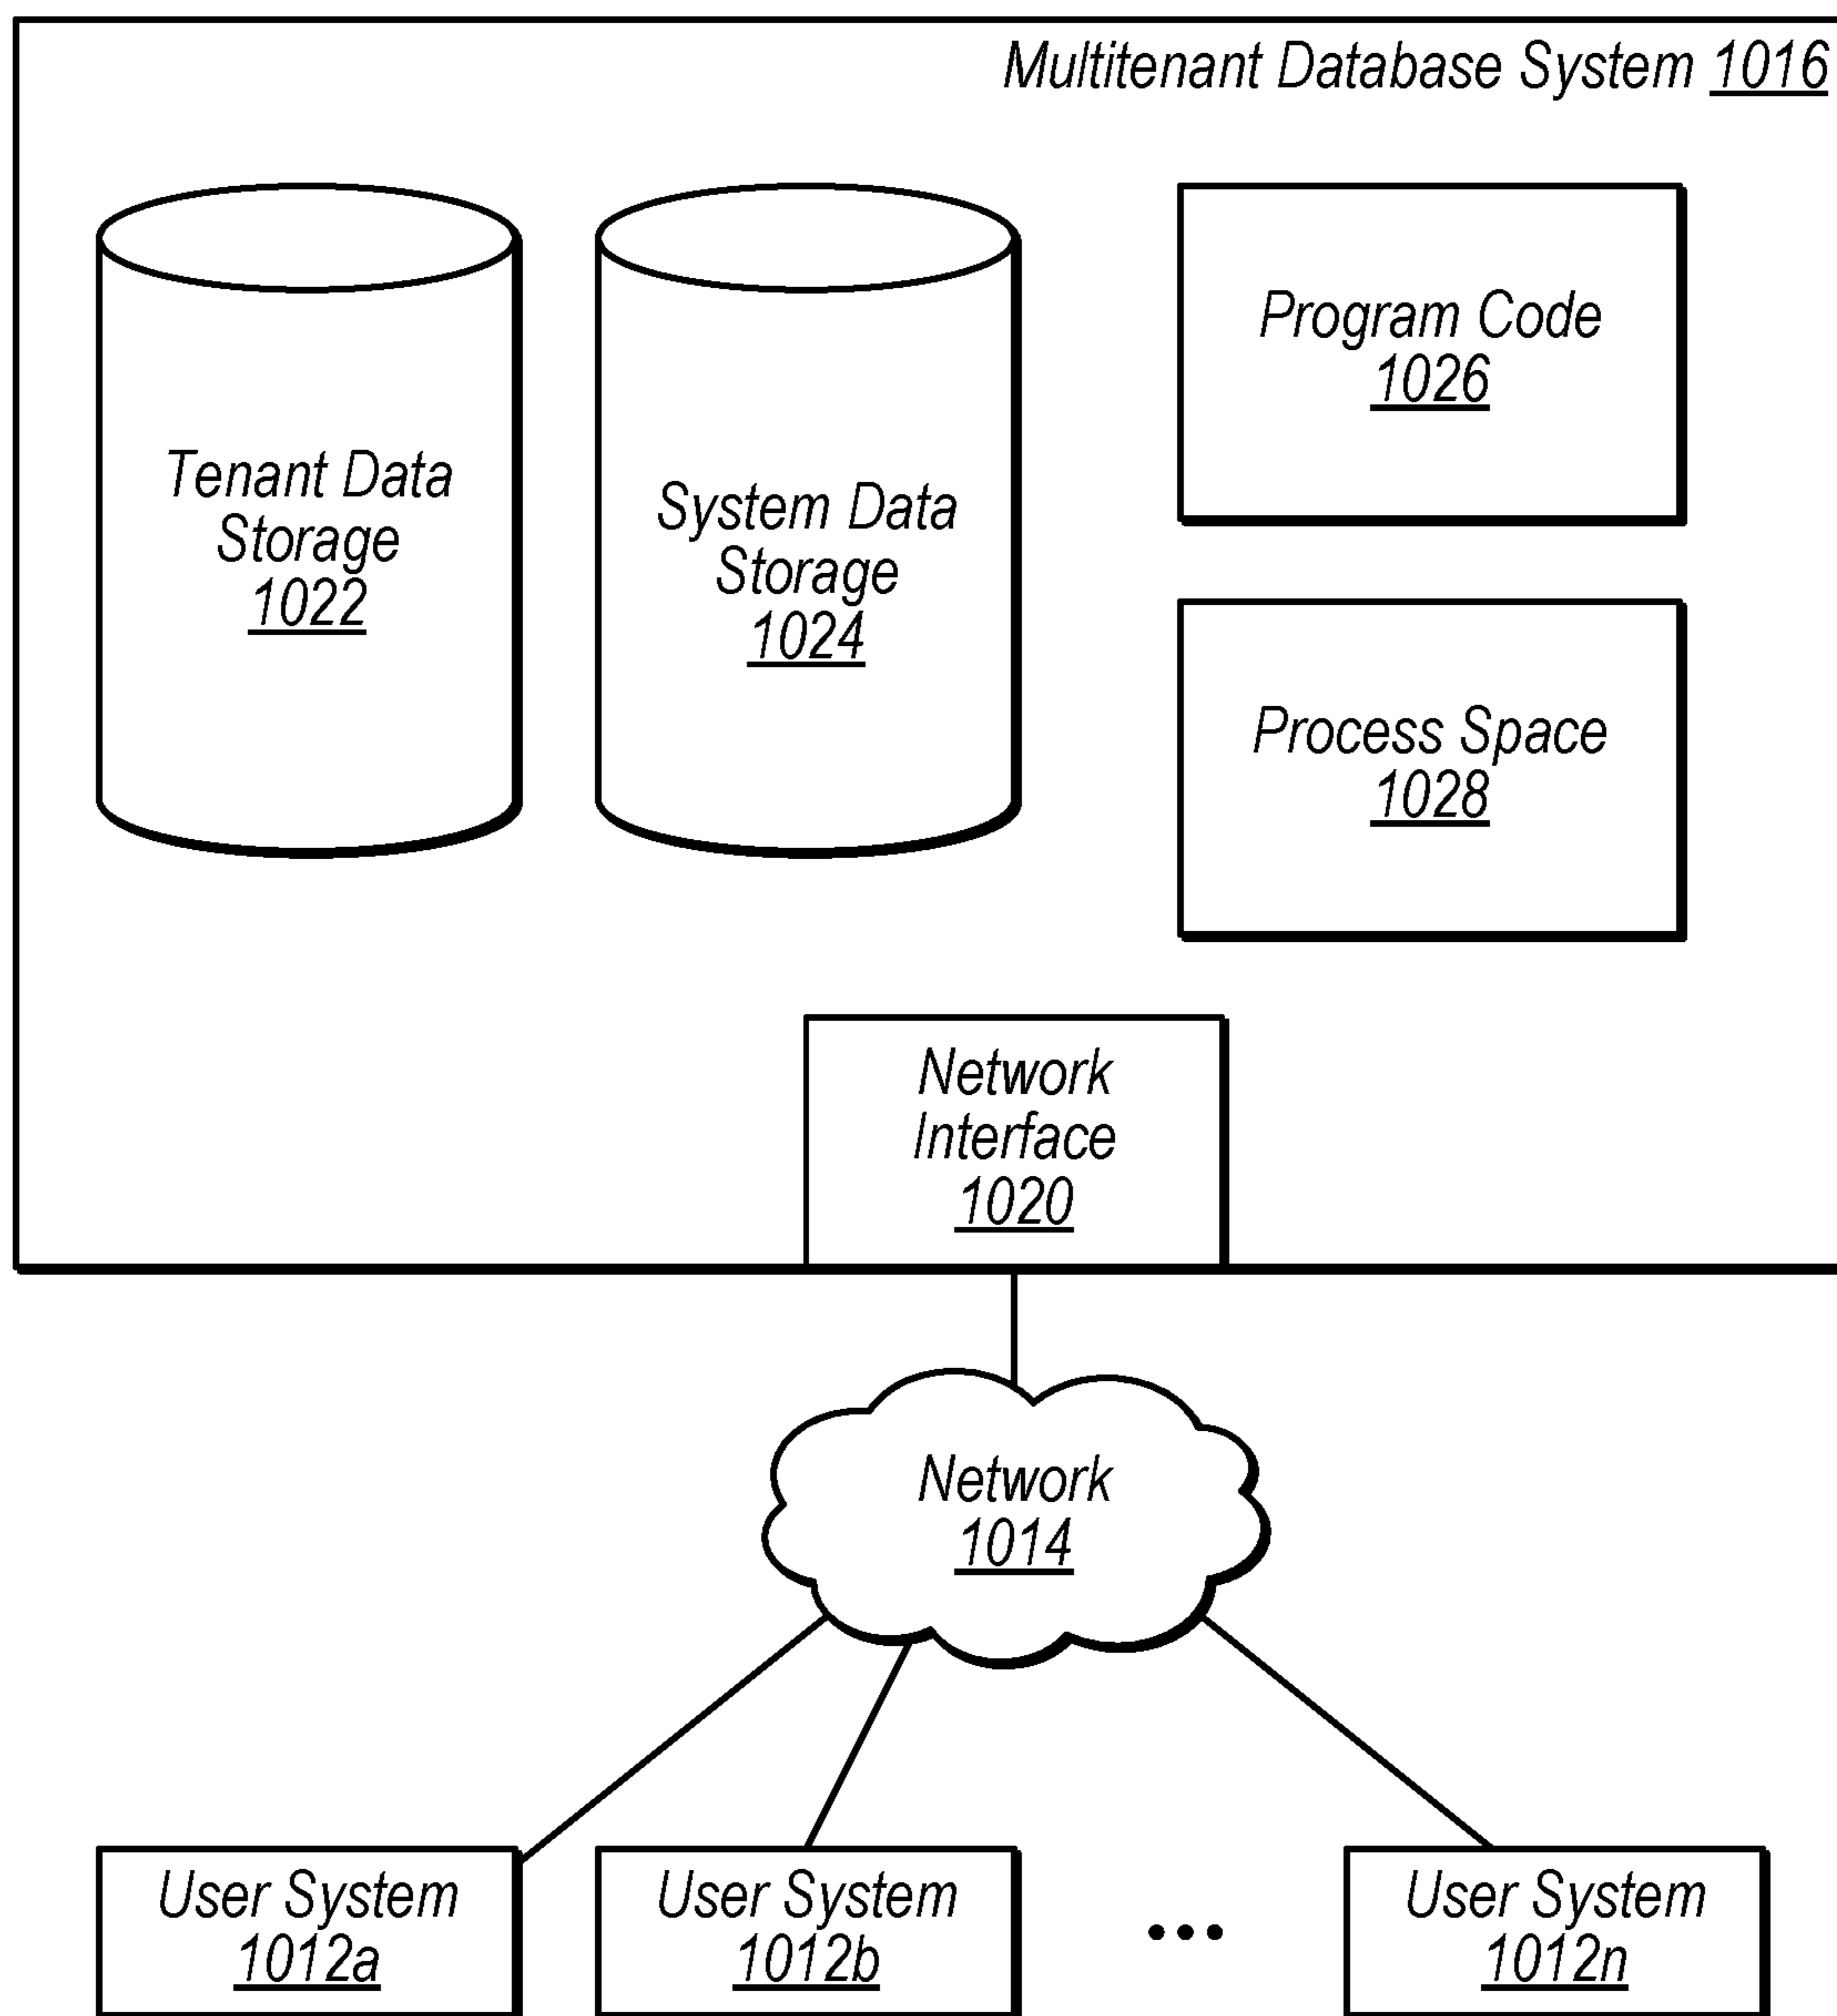 Multitenant Database System 1016
Tenant Data
Storage
1022
System Data
Storage
1024
Program Code
1026
Process Space
1028
Network
Interface
1020
Network
1014
User System
1012a
User System
1012b
...
User System
1012n